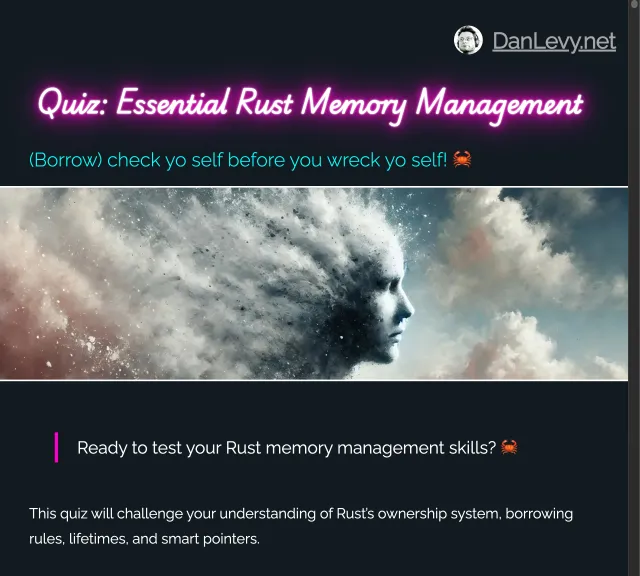 DanLevy.net
Quiz: Essential Rust Memory Management
(Borrow) check yo self before you wreck yo self! 🦀
Ready to test your Rust memory management skills? 🦀
This quiz will challenge your understanding of Rust's ownership system, borrowing
rules, lifetimes, and smart pointers.